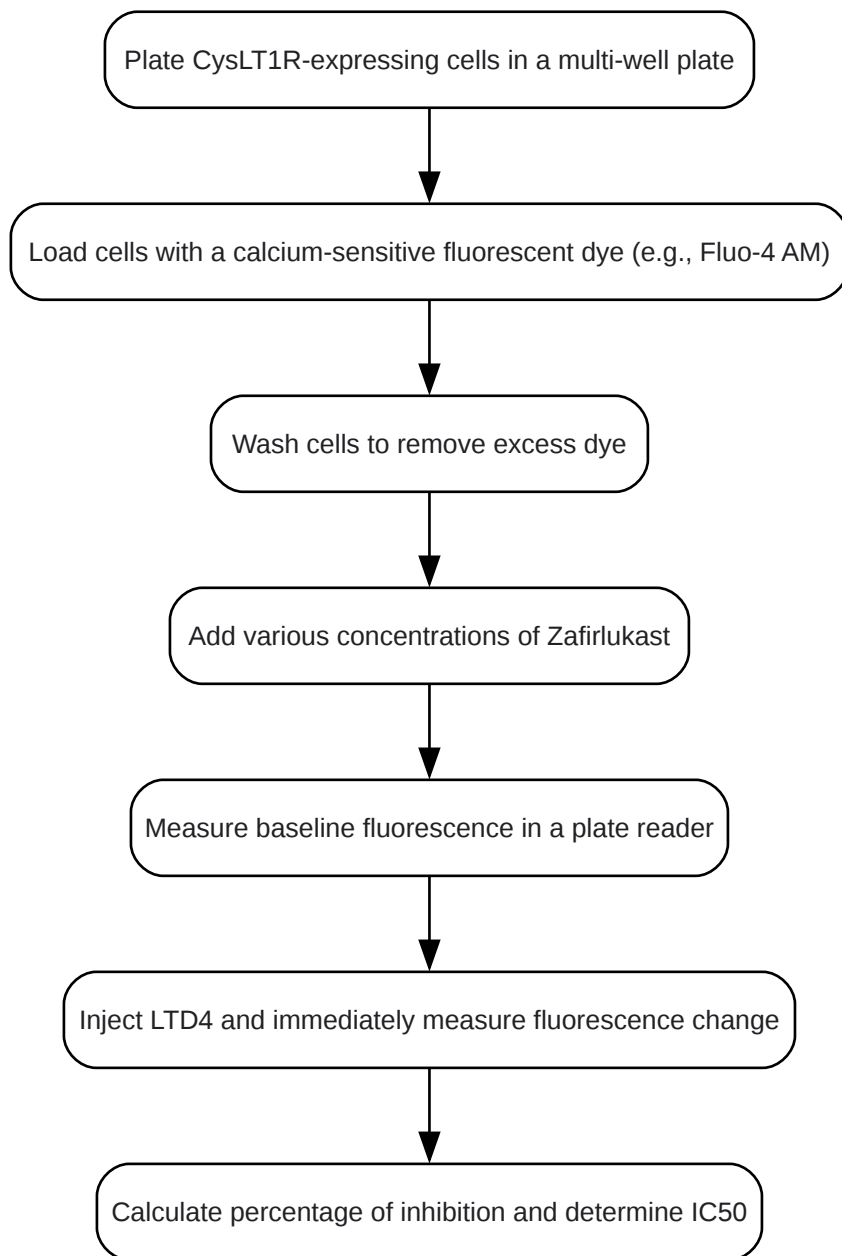 Plate CysLT1R-expressing cells in a multi-well plate
Load cells with a calcium-sensitive fluorescent dye (e.g., Fluo-4 AM)
Wash cells to remove excess dye
Add various concentrations of Zafirlukast
Measure baseline fluorescence in a plate reader
Inject LTD4 and immediately measure fluorescence change
Calculate percentage of inhibition and determine IC50